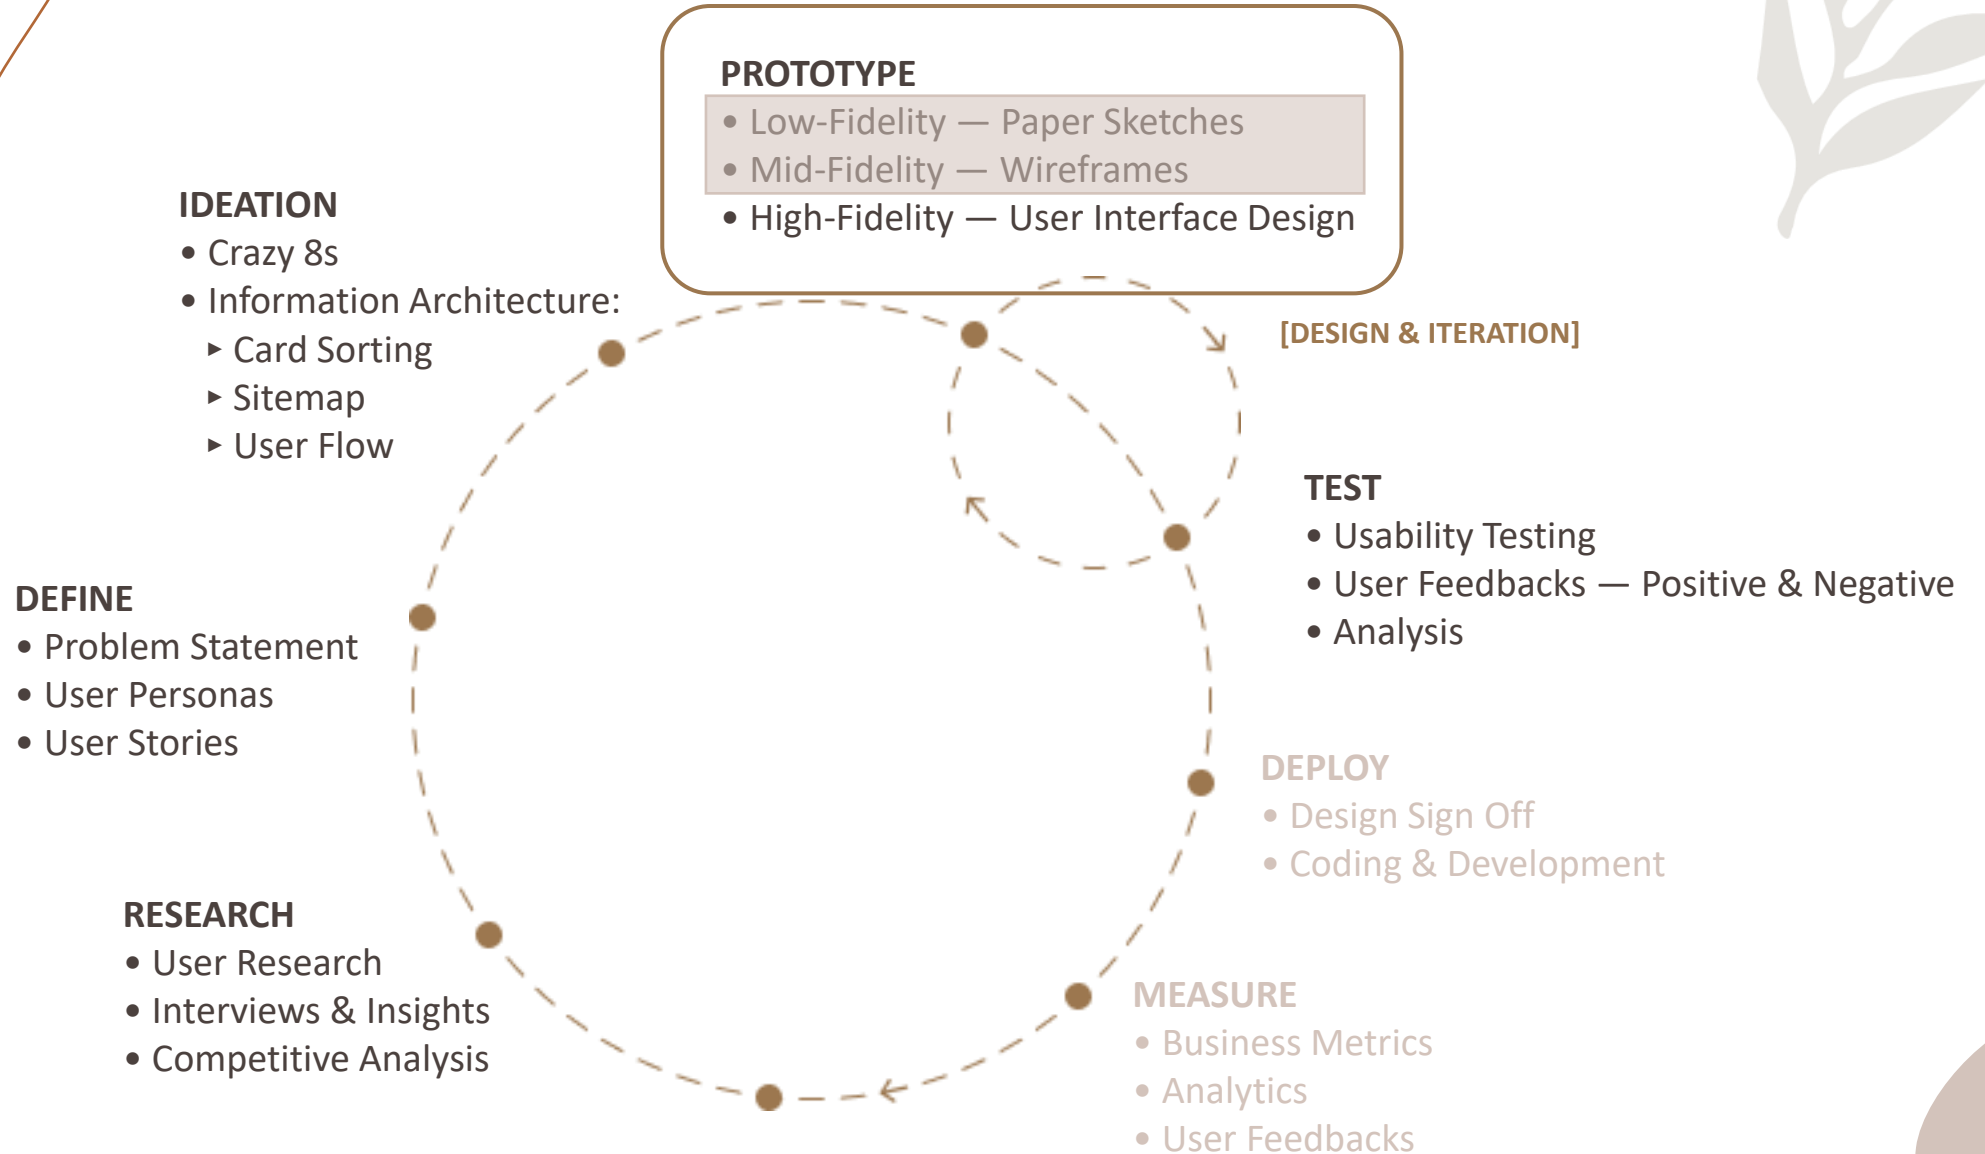 PROTOTYPE
• Low-Fidelity — Paper Sketches
• Mid-Fidelity — Wireframes
• High-Fidelity — User Interface Design
IDEATION
• Crazy 8s
• Information Architecture:
▸ Card Sorting
▸ Sitemap
▸ User Flow
[DESIGN & ITERATION]
TEST
• Usability Testing
• User Feedbacks — Positive & Negative
• Analysis
DEFINE
• Problem Statement
• User Personas
• User Stories
DEPLOY
• Design Sign Off
• Coding & Development
RESEARCH
• User Research
• Interviews & Insights
• Competitive Analysis
MEASURE
• Business Metrics
• Analytics
• User Feedbacks